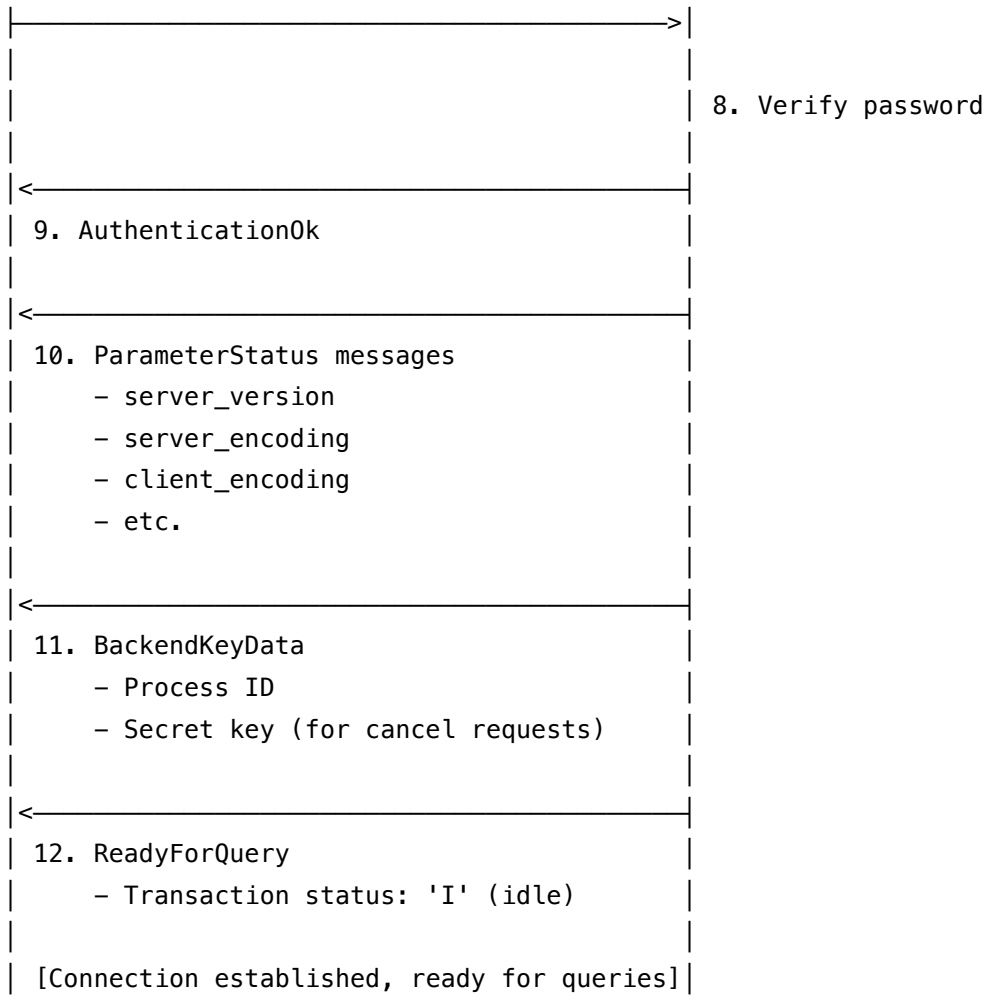 8. Verify password
9. AuthenticationOk
10. ParameterStatus messages
– server_version
– server_encoding
– client_encoding
– etc.
11. BackendKeyData
– Process ID
– Secret key (for cancel requests)
12. ReadyForQuery
– Transaction status: 'I' (idle)
[Connection established, ready for queries]